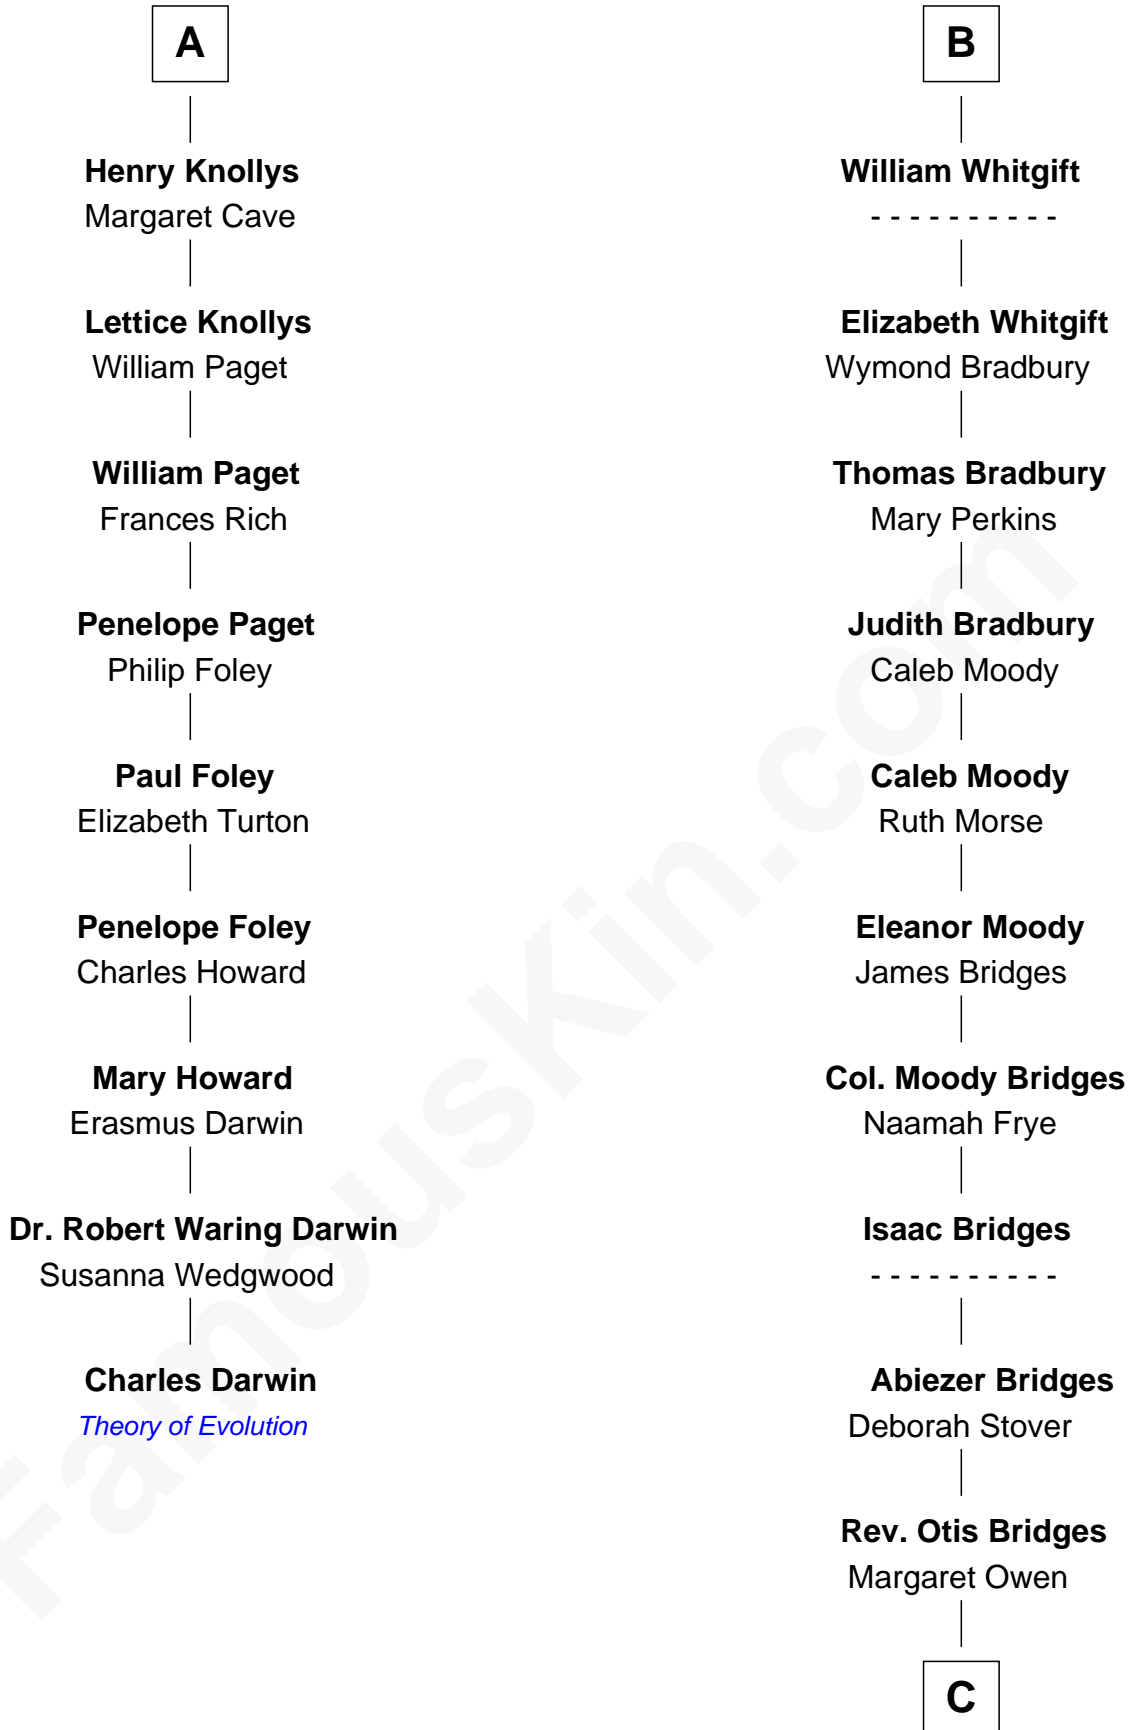 A
Henry Knollys
Margaret Cave
Lettice Knollys
William Paget
William Paget
Frances Rich
Penelope Paget
Philip Foley
Paul Foley
Elizabeth Turton
Penelope Foley
Charles Howard
Mary Howard
Erasmus Darwin
Dr. Robert Waring Darwin
Susanna Wedgwood
Charles Darwin
Theory of Evolution
B
William Whitgift
- - - - - - - - - -
Elizabeth Whitgift
Wymond Bradbury
Thomas Bradbury
Mary Perkins
Judith Bradbury
Caleb Moody
Caleb Moody
Ruth Morse
Eleanor Moody
James Bridges
Col. Moody Bridges
Naamah Frye
Isaac Bridges
- - - - - - - - - -
Abiezer Bridges
Deborah Stover
Rev. Otis Bridges
Margaret Owen
C
FamousKin.com